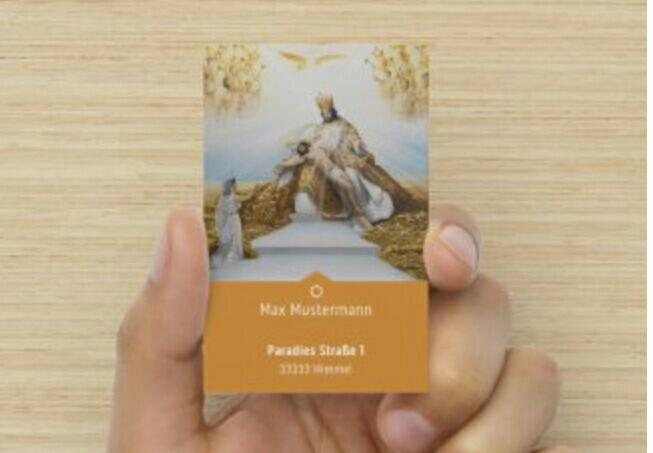 Max Mustermann
Paradies Straße 1
33333 Himmel